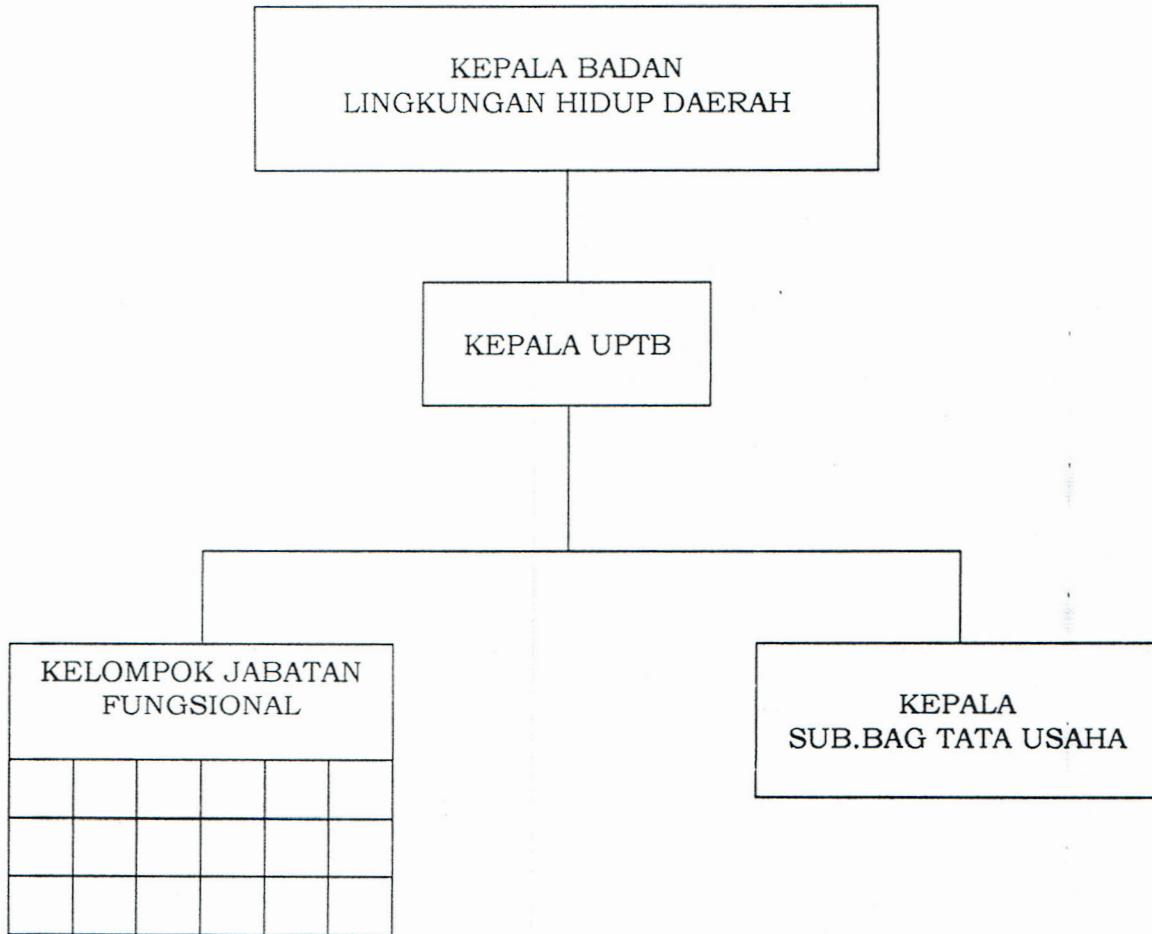 KEPALA BADAN
LINGKUNGAN HIDUP DAERAH
KEPALA UPTB
KELOMPOK JABATAN
FUNGSIONAL
KEPALA
SUB.BAG TATA USAHA